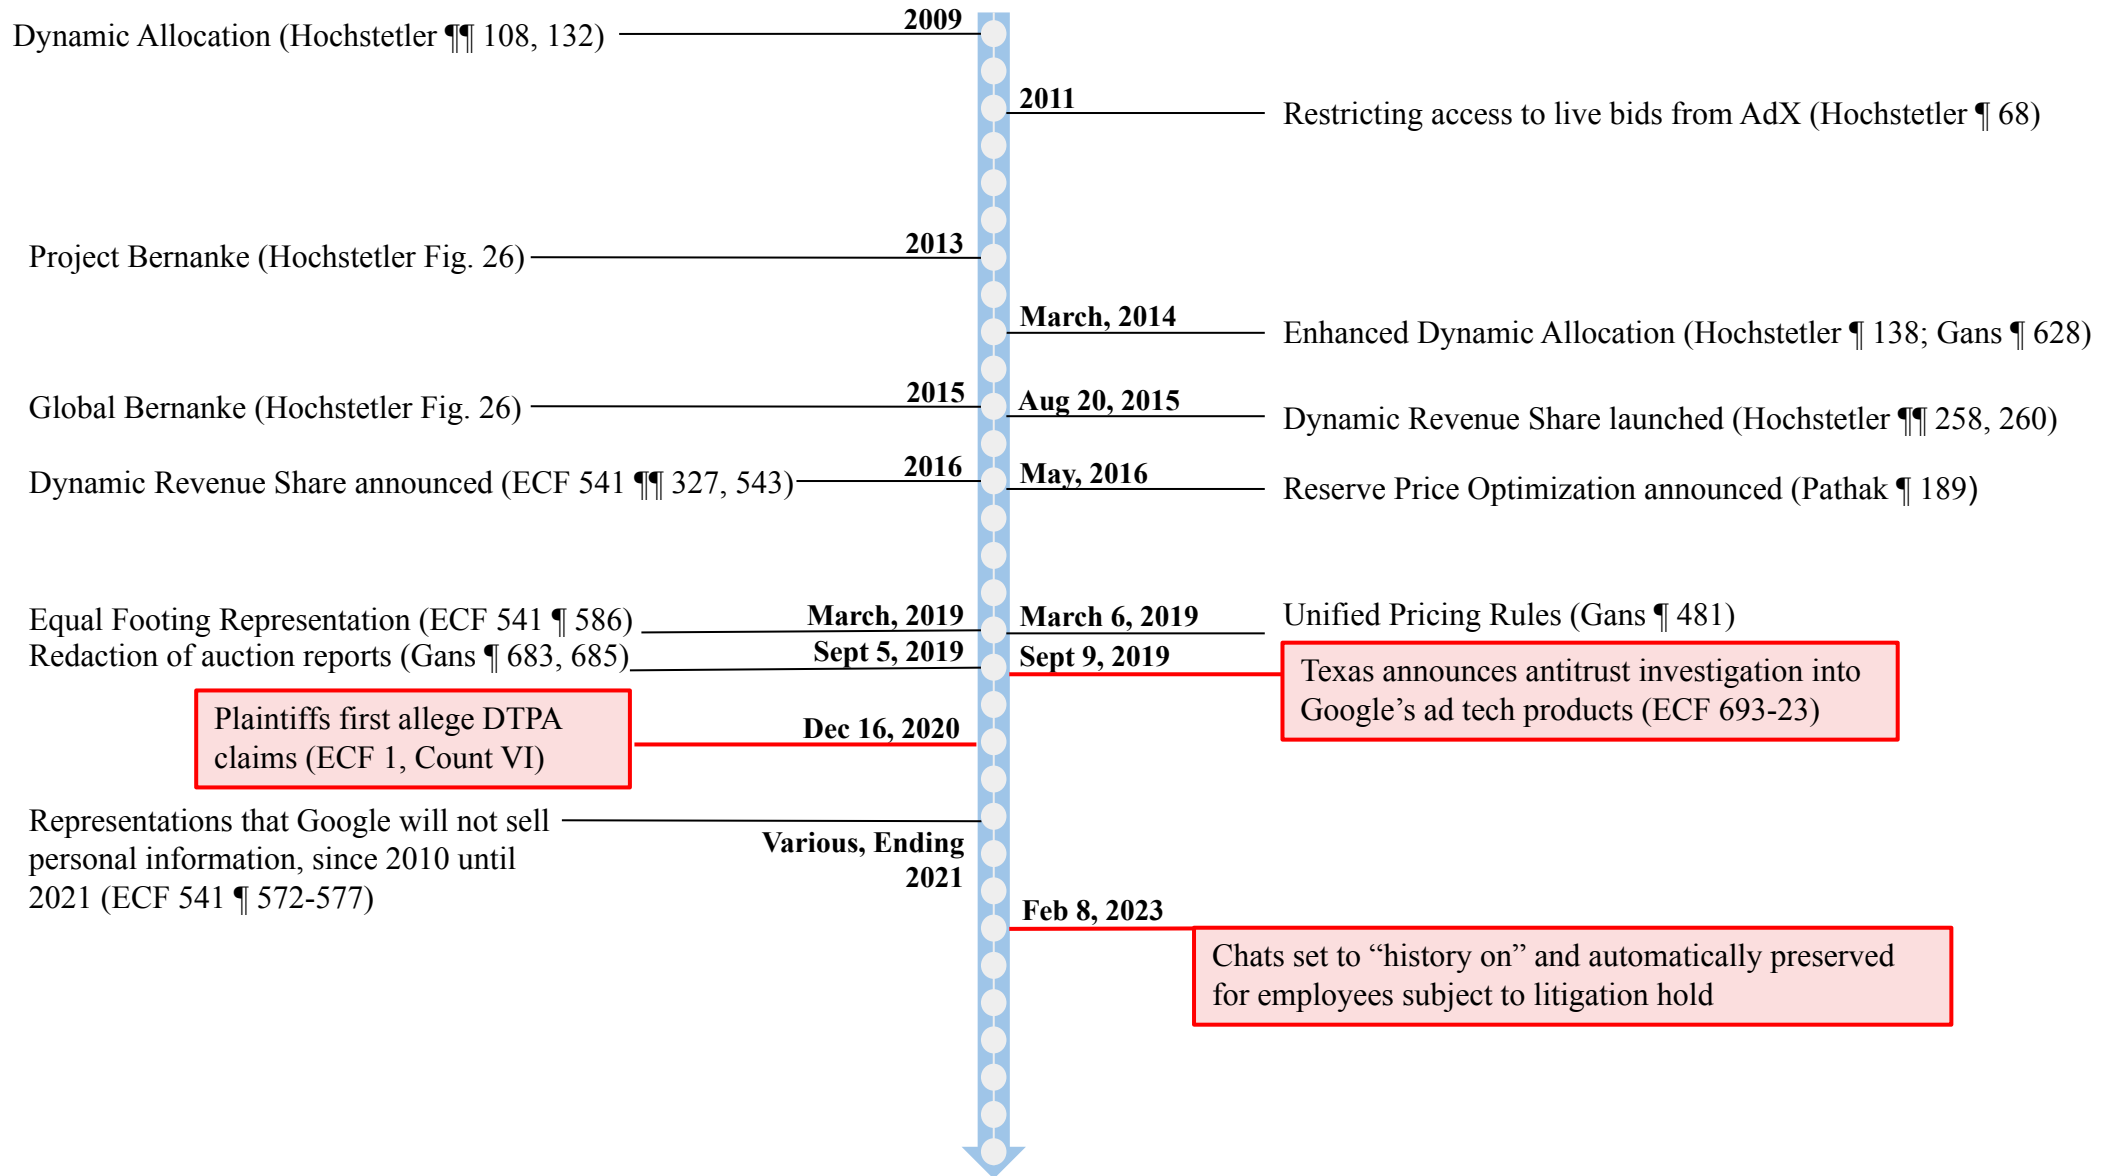 2009
Dynamic Allocation (Hochstetler ¶¶ 108, 132)
2011
Restricting access to live bids from AdX (Hochstetler ¶ 68)
2013
Project Bernanke (Hochstetler Fig. 26)
March, 2014
Enhanced Dynamic Allocation (Hochstetler ¶ 138; Gans ¶ 628)
2015
Global Bernanke (Hochstetler Fig. 26)
Aug 20, 2015
Dynamic Revenue Share launched (Hochstetler ¶¶ 258, 260)
2016
Dynamic Revenue Share announced (ECF 541 ¶¶ 327, 543)
May, 2016
Reserve Price Optimization announced (Pathak ¶ 189)
March, 2019
Equal Footing Representation (ECF 541 ¶ 586)
March 6, 2019
Unified Pricing Rules (Gans ¶ 481)
Sept 5, 2019
Redaction of auction reports (Gans ¶ 683, 685)
Sept 9, 2019
Texas announces antitrust investigation into
Google’s ad tech products (ECF 693-23)
Dec 16, 2020
Plaintiffs first allege DTPA
claims (ECF 1, Count VI)
Various, Ending
2021
Representations that Google will not sell
personal information, since 2010 until
2021 (ECF 541 ¶ 572-577)
Feb 8, 2023
Chats set to “history on” and automatically preserved
for employees subject to litigation hold